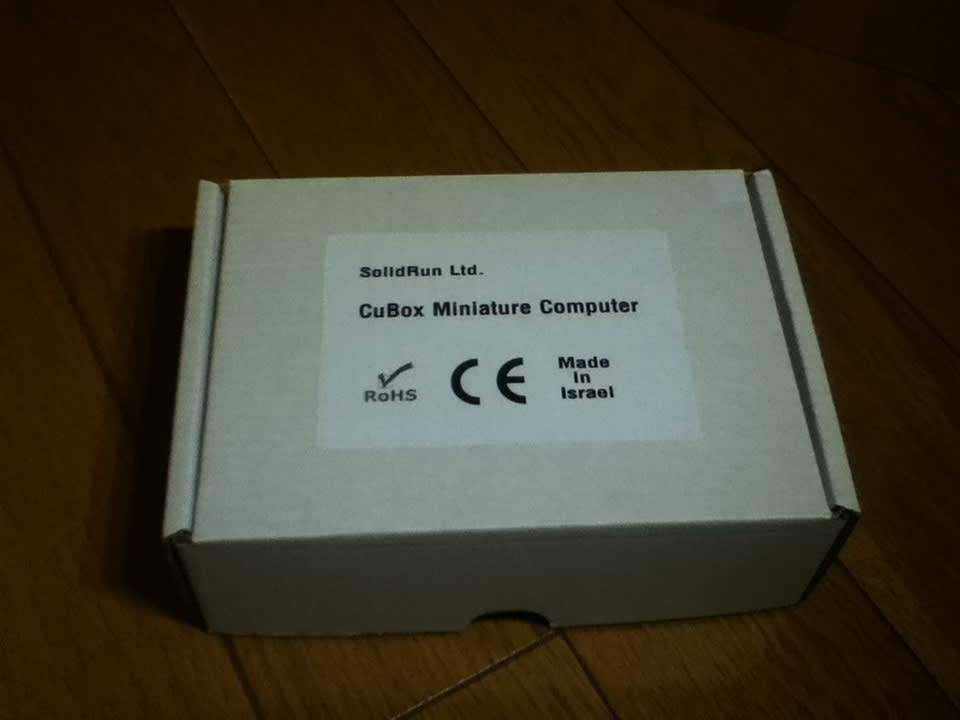 SolidRun Ltd.
CuBox Miniature Computer
RoHS
CE
Made
In
Israel